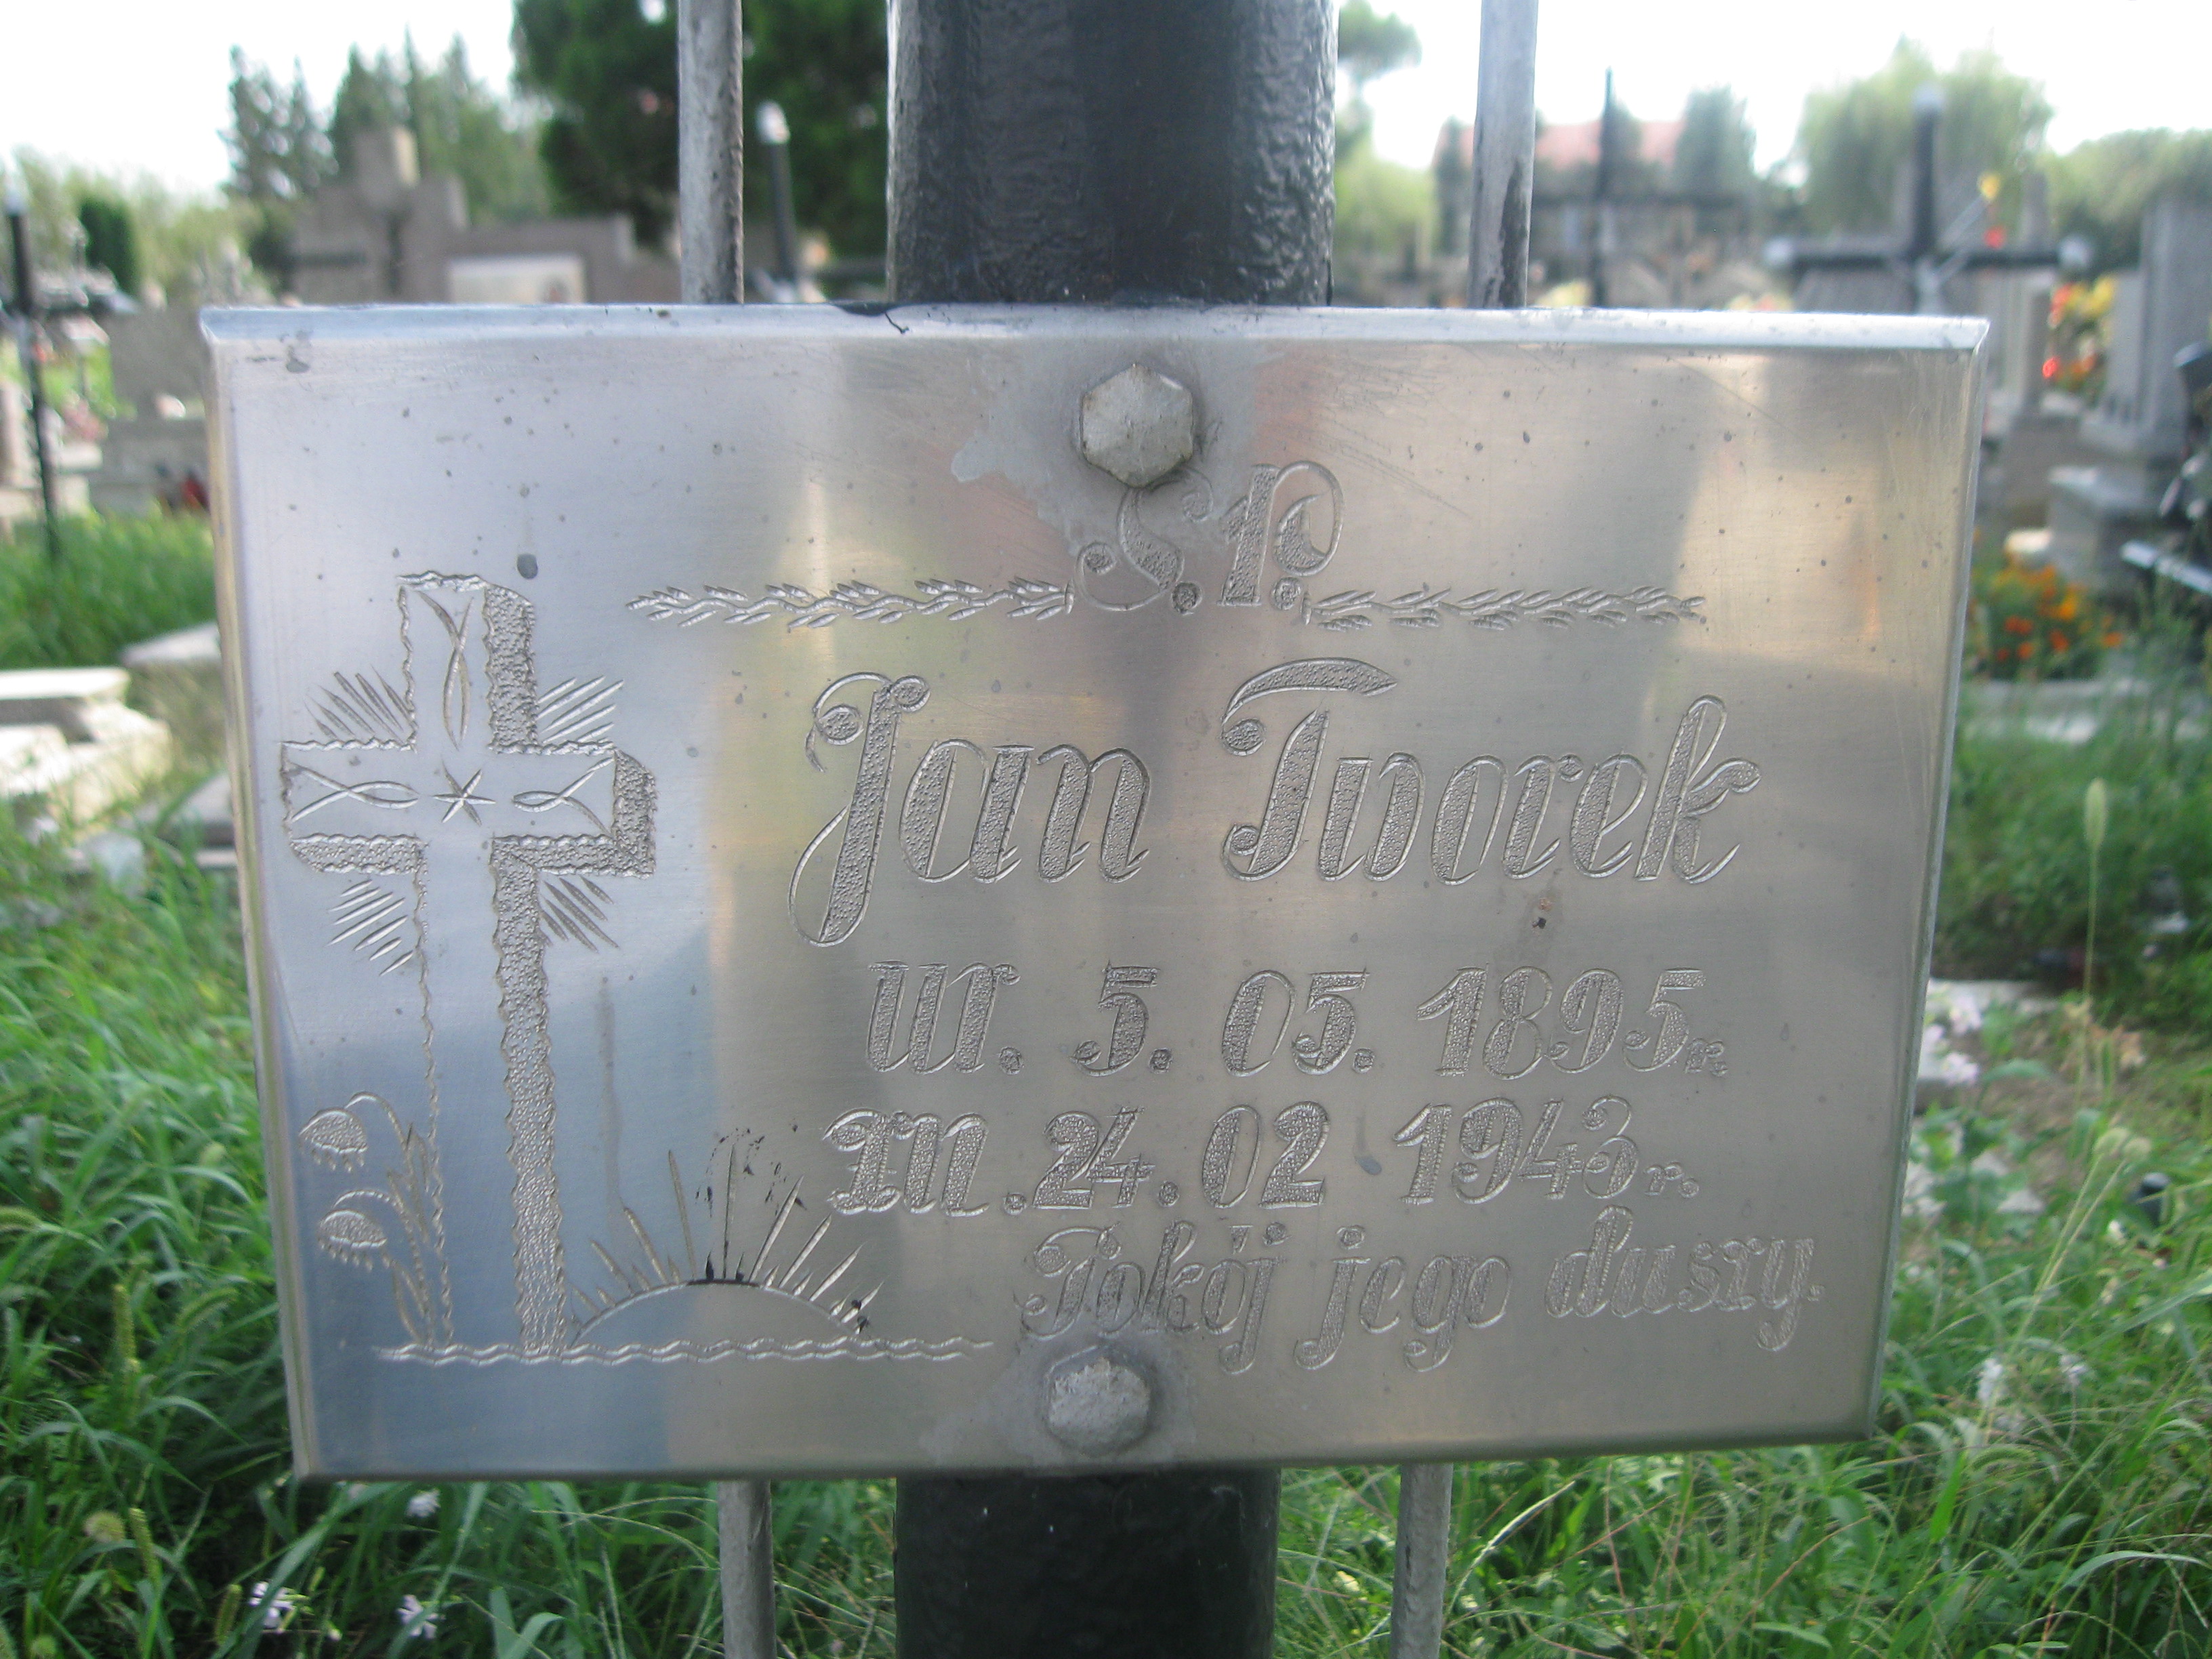 Ś.P.
Jan Tworek
ur. 5. 05. 1895 r.
zm. 24. 02 1943 r.
Pokój jego duszy.